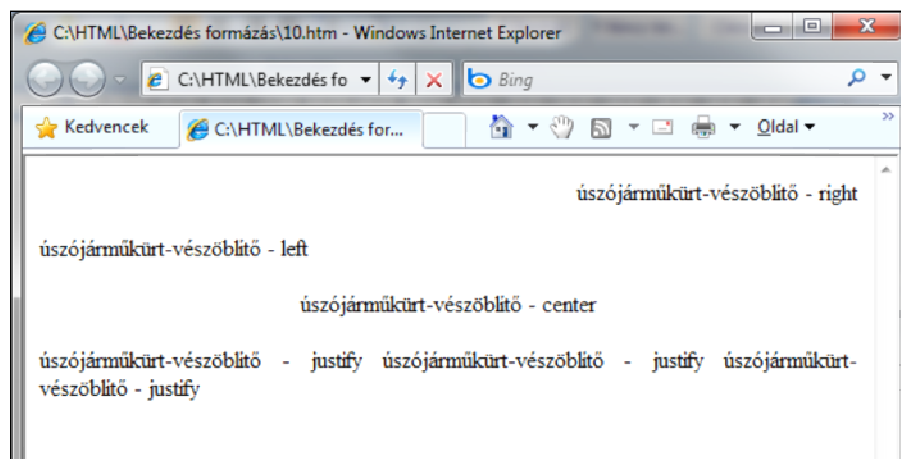 C:\HTML\Bekezdés formázás\10.htm - Windows Internet Explorer
C:\HTML\Bekezdés fo
Bing
Kedvencek
C:\HTML\Bekezdés for...
Oldal
úszójárműkürt-vészöblítő - right
úszójárműkürt-vészöblítő - left
úszójárműkürt-vészöblítő - center
úszójárműkürt-vészöblítő - justify úszójárműkürt-vészöblítő - justify úszójárműkürt-
vészöblítő - justify